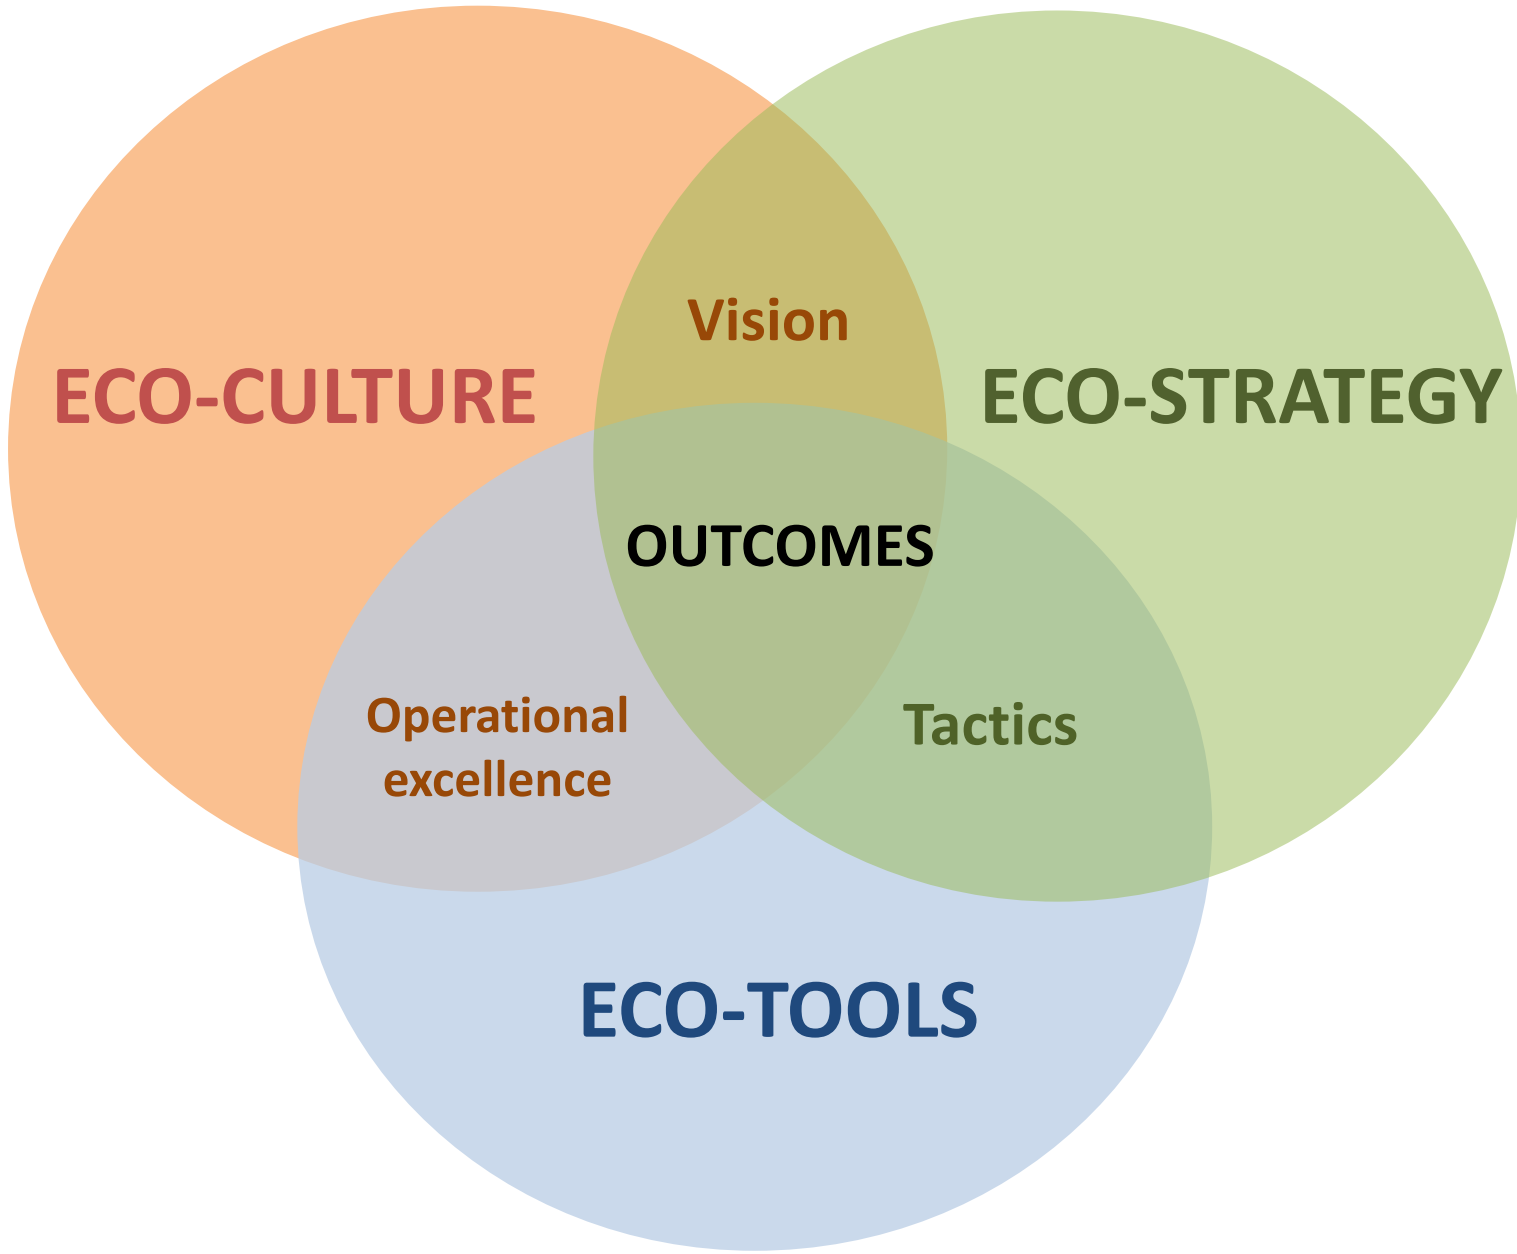 Vision
ECO-CULTURE
ECO-STRATEGY
OUTCOMES
Operational
excellence
Tactics
ECO-TOOLS